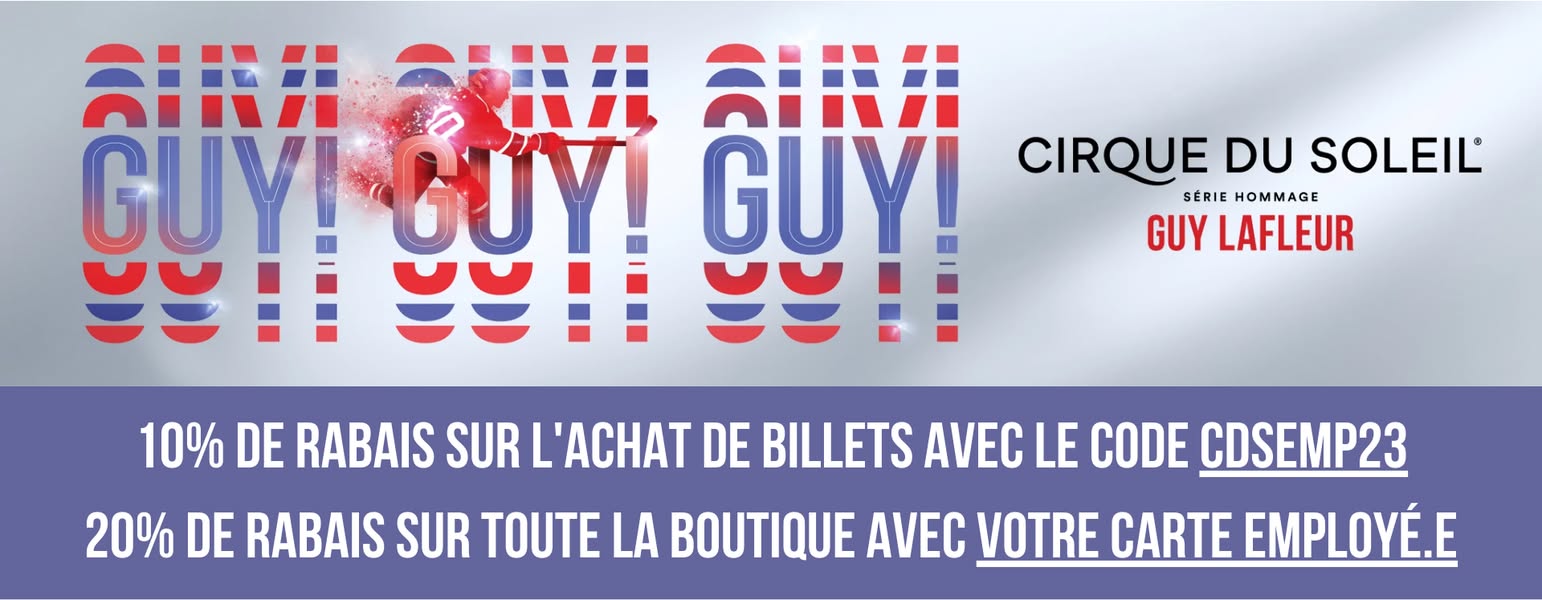 GUY! GUY! GUY!
CIRQUE DU SOLEIL®
SÉRIE HOMMAGE
GUY LAFLEUR
10% DE RABAIS SUR L'ACHAT DE BILLETS AVEC LE CODE CDSEMP23
20% DE RABAIS SUR TOUTE LA BOUTIQUE AVEC VOTRE CARTE EMPLOYÉ.E